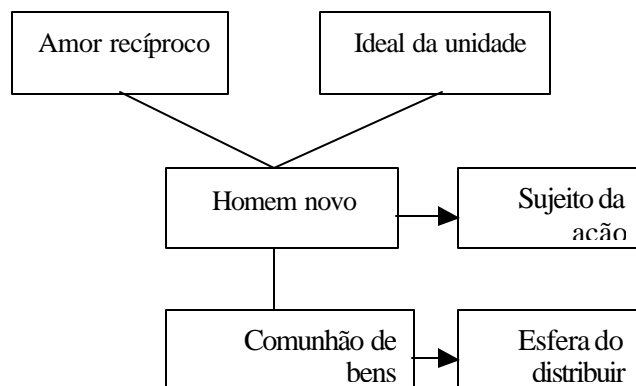 Amor recíproco
Ideal da unidade
Homem novo
Sujeito da
ação
Comunhão de
bens
Esfera do
distribuir